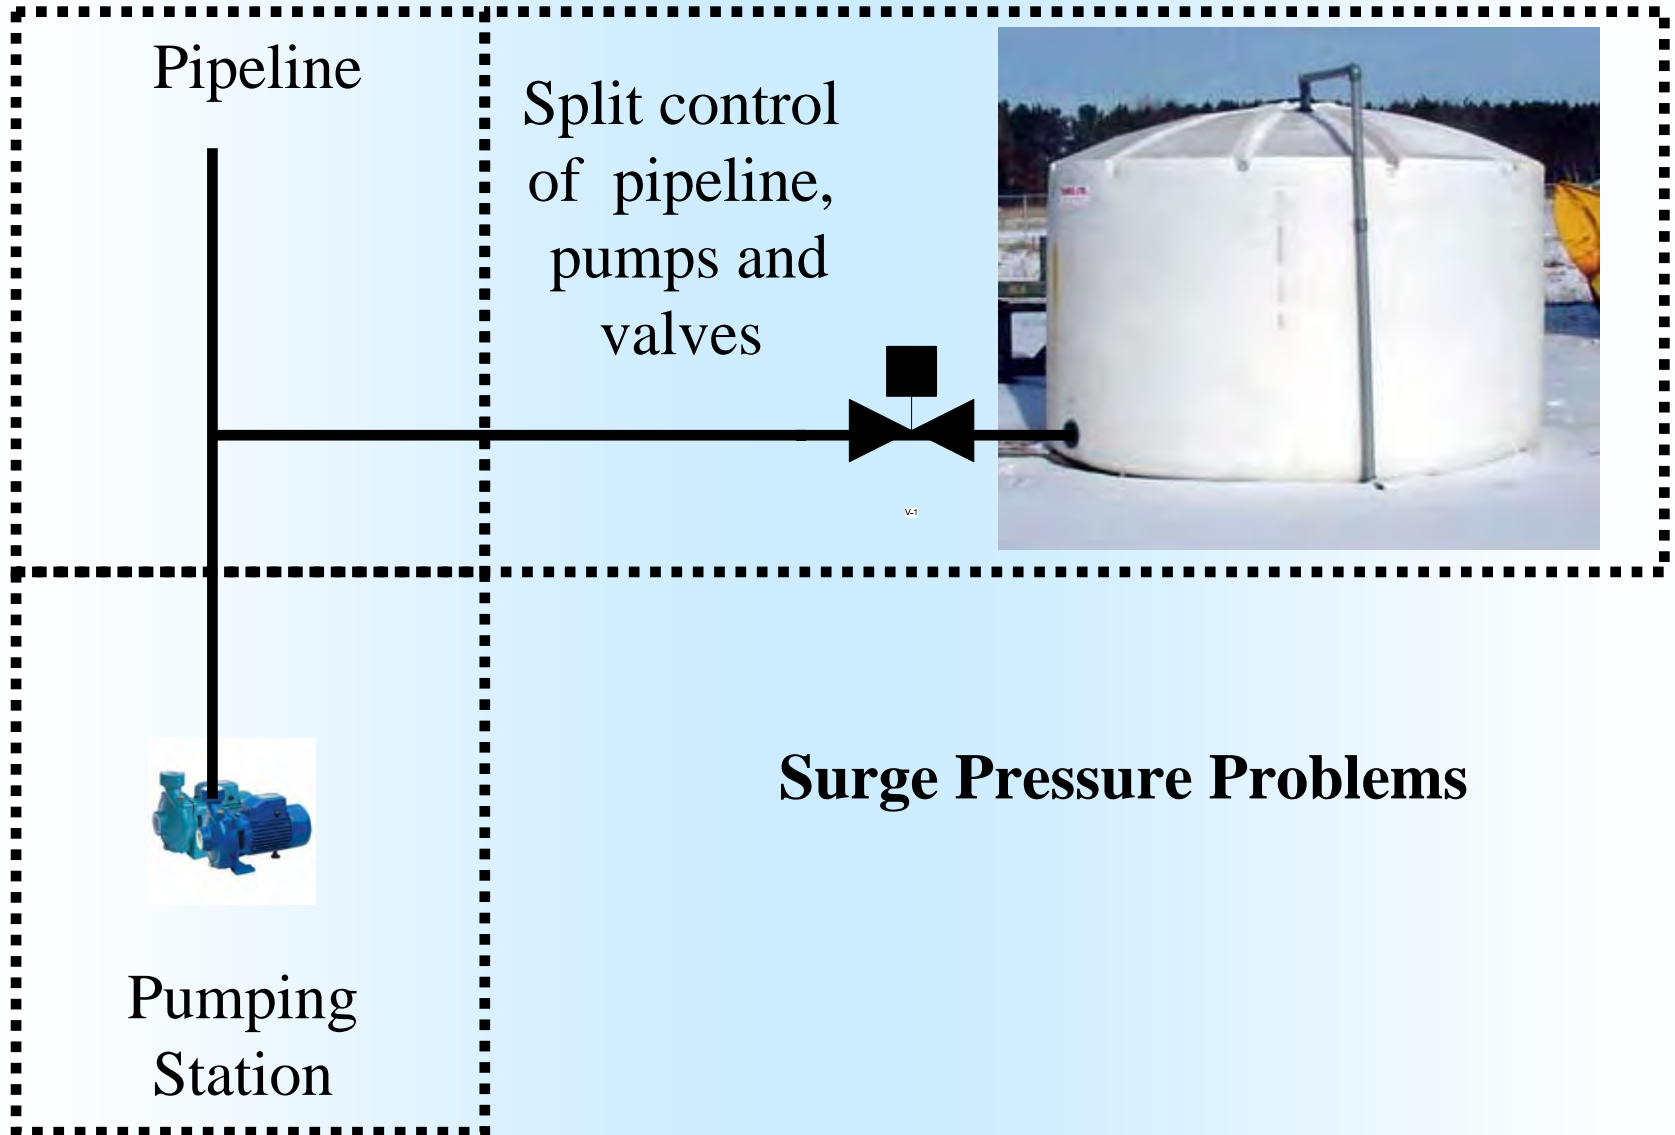 Pipeline
Split control
of pipeline,
pumps and
valves
V-1
Surge Pressure Problems
Pumping
Station